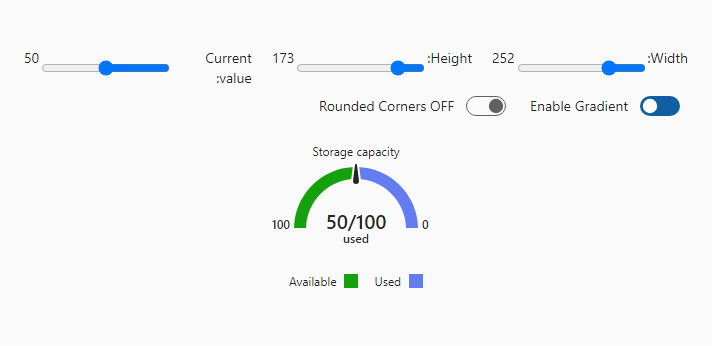 50 Current :value 173 :Height 252 :Width
Rounded Corners OFF Enable Gradient
Storage capacity
100 50/100 0
used
Available Used